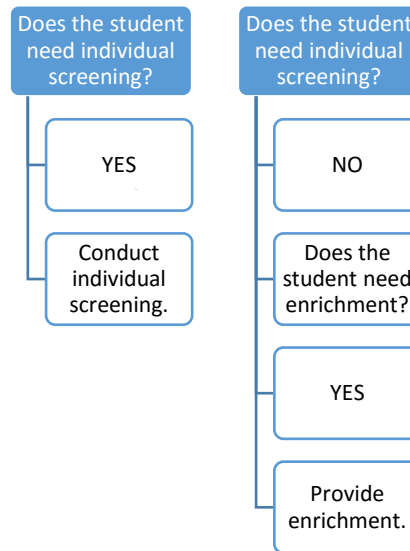 Does the student
need individual
screening?
YES
Conduct
individual
screening.
Does the student
need individual
screening?
NO
Does the
student need
enrichment?
YES
Provide
enrichment.